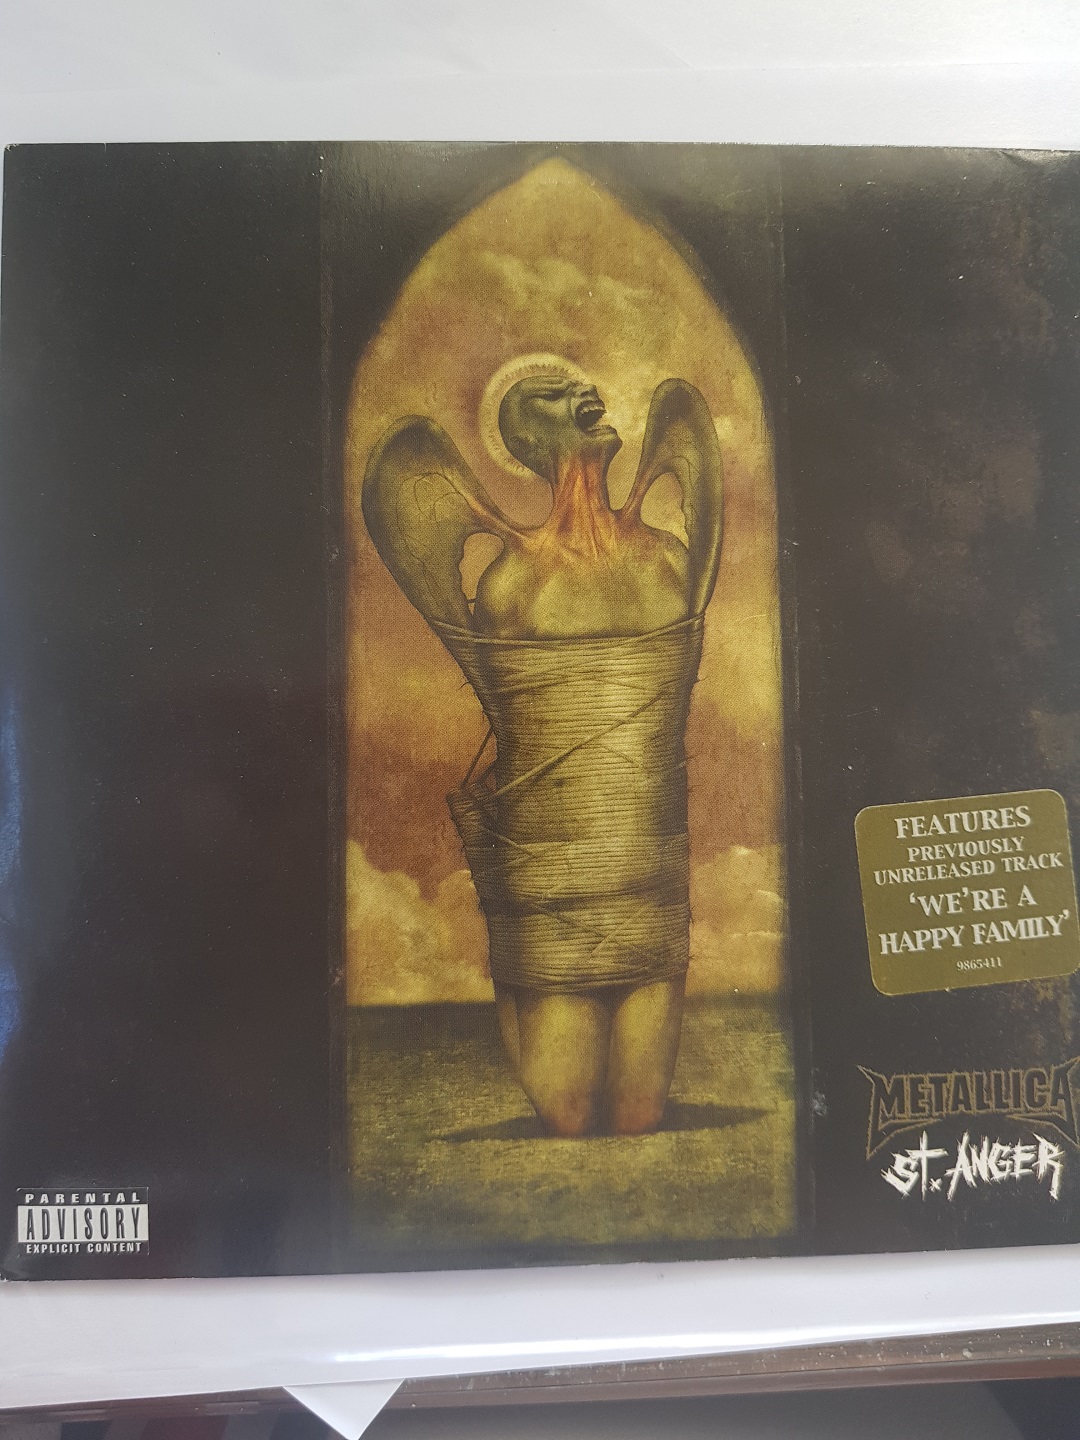 FEATURES
PREVIOUSLY
UNRELEASED TRACK
‘WE’RE A
HAPPY FAMILY’
9865411
METALLICA
ST. ANGER
PARENTAL
ADVISORY
EXPLICIT CONTENT